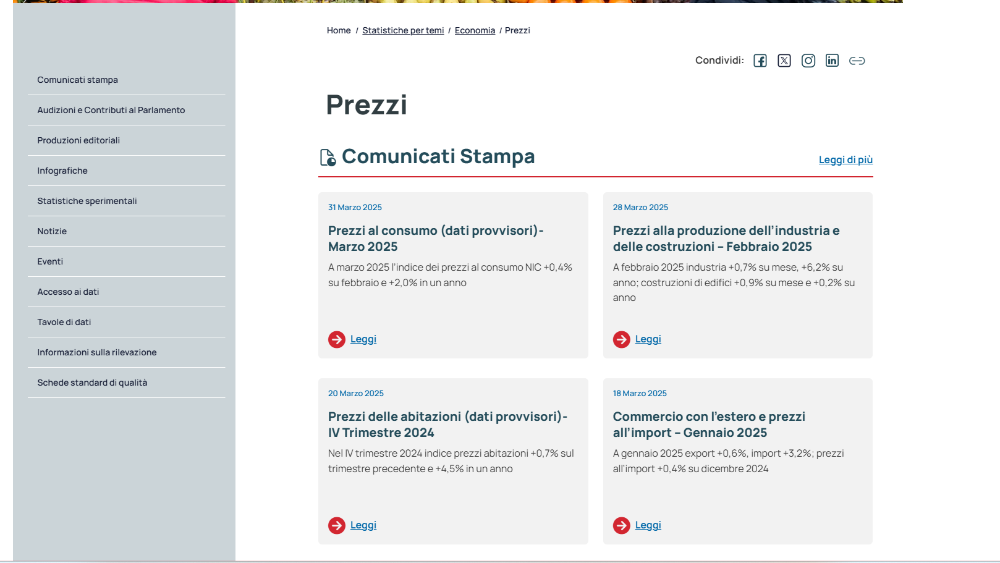 Home / Statistiche per temi / Economia / Prezzi
Condividi:
Comunicati stampa
Audizioni e Contributi al Parlamento
Produzioni editoriali
Infografiche
Statistiche sperimentali
Notizie
Eventi
Accesso ai dati
Tavole di dati
Informazioni sulla rilevazione
Schede standard di qualità
Prezzi
Comunicati Stampa
Leggi di più
31 Marzo 2025
Prezzi al consumo (dati provvisori)-
Marzo 2025
A marzo 2025 l'indice dei prezzi al consumo NIC +0,4%
su febbraio e +2,0% in un anno
Leggi
28 Marzo 2025
Prezzi alla produzione dell’industria e
delle costruzioni – Febbraio 2025
A febbraio 2025 industria +0,7% su mese, +6,2% su
anno; costruzioni di edifici +0,9% su mese e +0,2% su
anno
Leggi
20 Marzo 2025
Prezzi delle abitazioni (dati provvisori)-
IV Trimestre 2024
Nel IV trimestre 2024 indice prezzi abitazioni +0,7% sul
trimestre precedente e +4,5% in un anno
Leggi
18 Marzo 2025
Commercio con l’estero e prezzi
all’import – Gennaio 2025
A gennaio 2025 export +0,6%, import +3,2%; prezzi
all'import +0,4% su dicembre 2024
Leggi